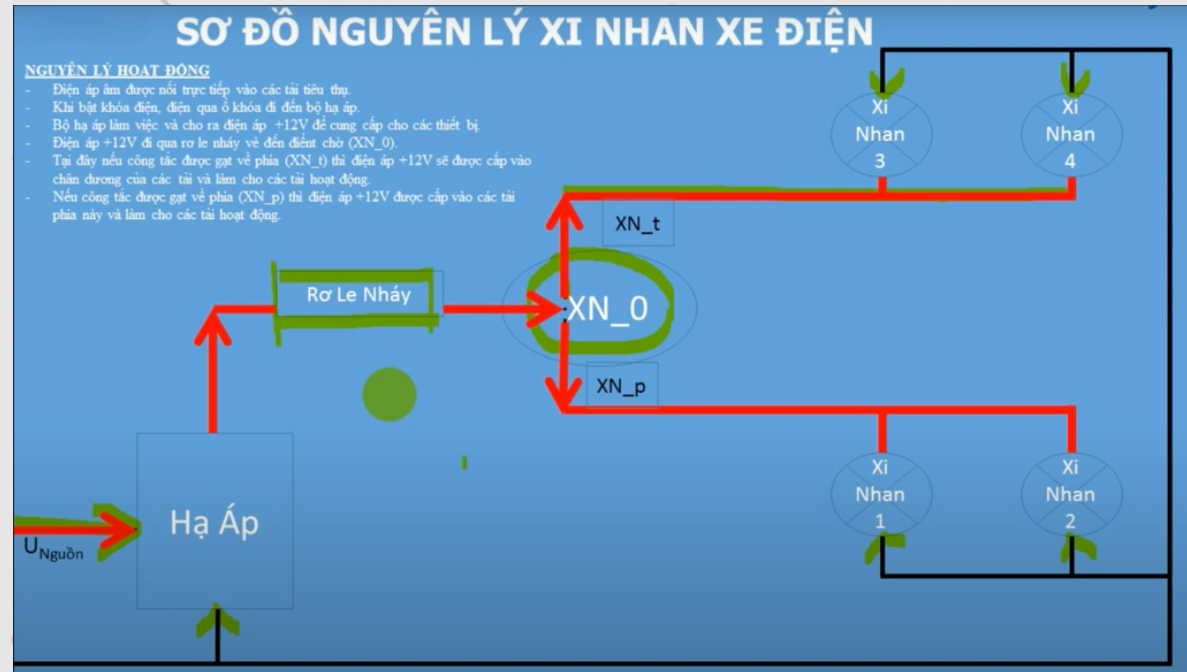 SƠ ĐỒ NGUYÊN LÝ XI NHAN XE ĐIỆN
NGUYÊN LÝ HOẠT ĐỘNG
- Điện áp âm được nối trực tiếp vào các tải tiêu thụ.
- Khi bật khóa điện, điện qua ổ khóa đi đến bộ hạ áp.
- Bộ hạ áp làm việc và cho ra điện áp +12V để cung cấp cho các thiết bị.
- Điện áp +12V đi qua rơ le nháy và đến điểm chờ (XN_0).
- Tại đây nếu công tắc được gạt về phía (XN_t) thì điện áp +12V sẽ được cấp vào
chân dương của các tải và làm cho các tải hoạt động.
- Nếu công tắc được gạt về phía (XN_p) thì điện áp +12V được cấp vào các tải
phía này và làm cho các tải hoạt động.
Xi
Nhan
3
Xi
Nhan
4
XN_t
Rơ Le Nháy
XN_0
XN_p
Xi
Nhan
1
Xi
Nhan
2
Hạ Áp
UNguồn